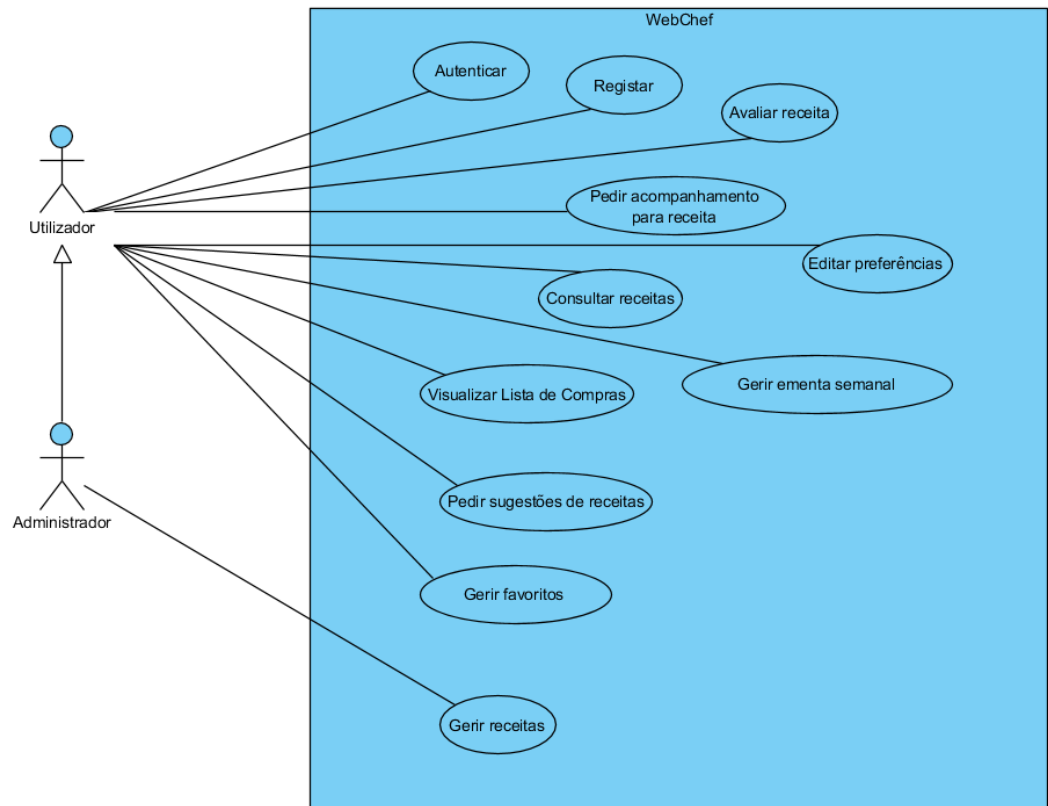 WebChef
Autenticar
Registar
Avaliar receita
Pedir acompanhamento
para receita
Utilizador
Editar preferências
Consultar receitas
Gerir ementa semanal
Visualizar Lista de Compras
Pedir sugestões de receitas
Administrador
Gerir favoritos
Gerir receitas